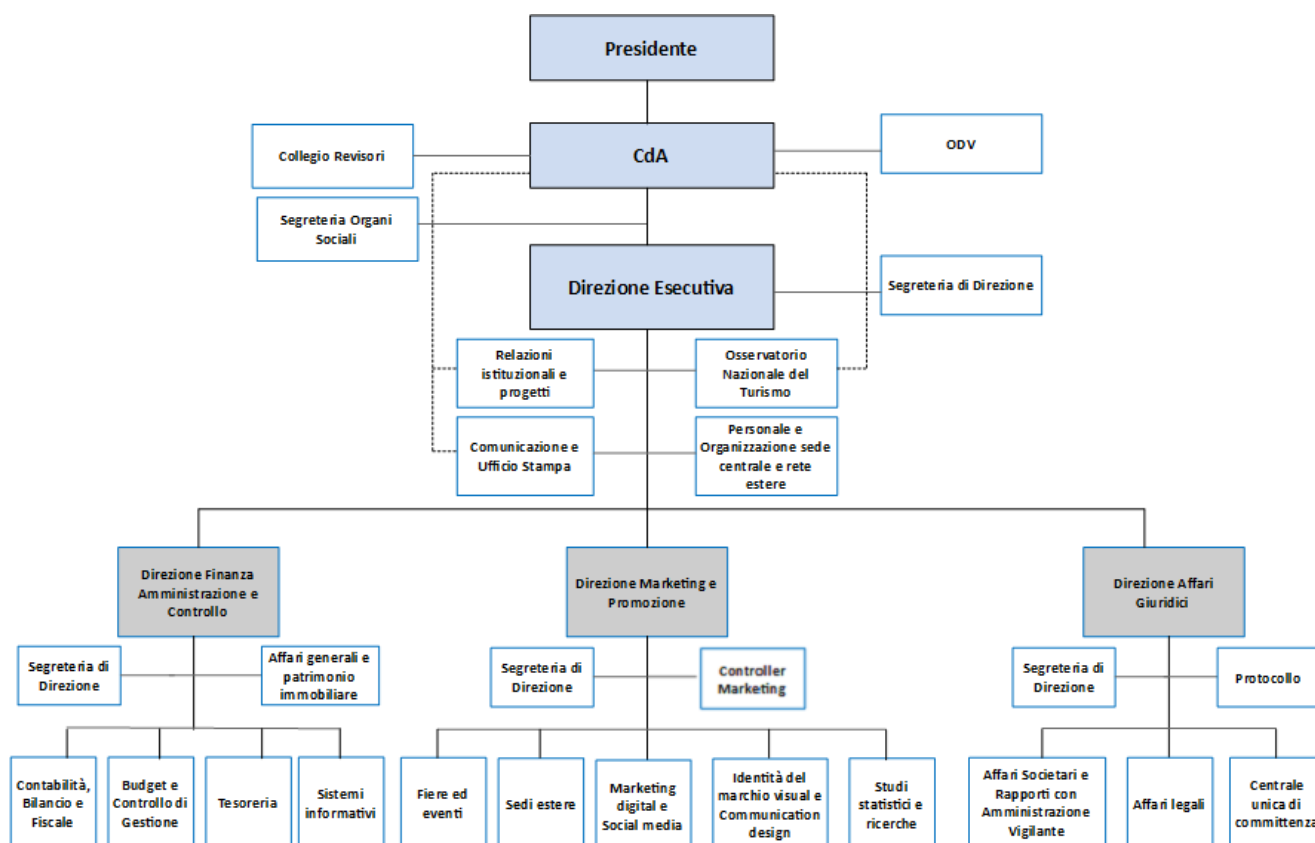 Presidente
Collegio Revisori
CdA
ODV
Segreteria Organi
Sociali
Direzione Esecutiva
Segreteria di Direzione
Relazioni
istituzionali e
progetti
Osservatorio
Nazionale del
Turismo
Comunicazione e
Ufficio Stampa
Personale e
Organizzazione sede
centrale e rete
estere
Direzione Finanza
Amministrazione e
Controllo
Direzione Marketing e
Promozione
Direzione Affari
Giuridici
Segreteria di
Direzione
Affari generali e
patrimonio
immobiliare
Segreteria di
Direzione
Controller
Marketing
Segreteria di
Direzione
Protocollo
Contabilità,
Bilancio e
Fiscale
Budget e
Controllo di
Gestione
Tesoreria
Sistemi
informativi
Fiere ed
eventi
Sedi estere
Marketing
digital e
Social media
Identità del
marchio visual e
Communication
design
Studi
statistici e
ricerche
Affari Societari e
Rapporti con
Amministrazione
Vigilante
Affari legali
Centrale
unica di
committenza